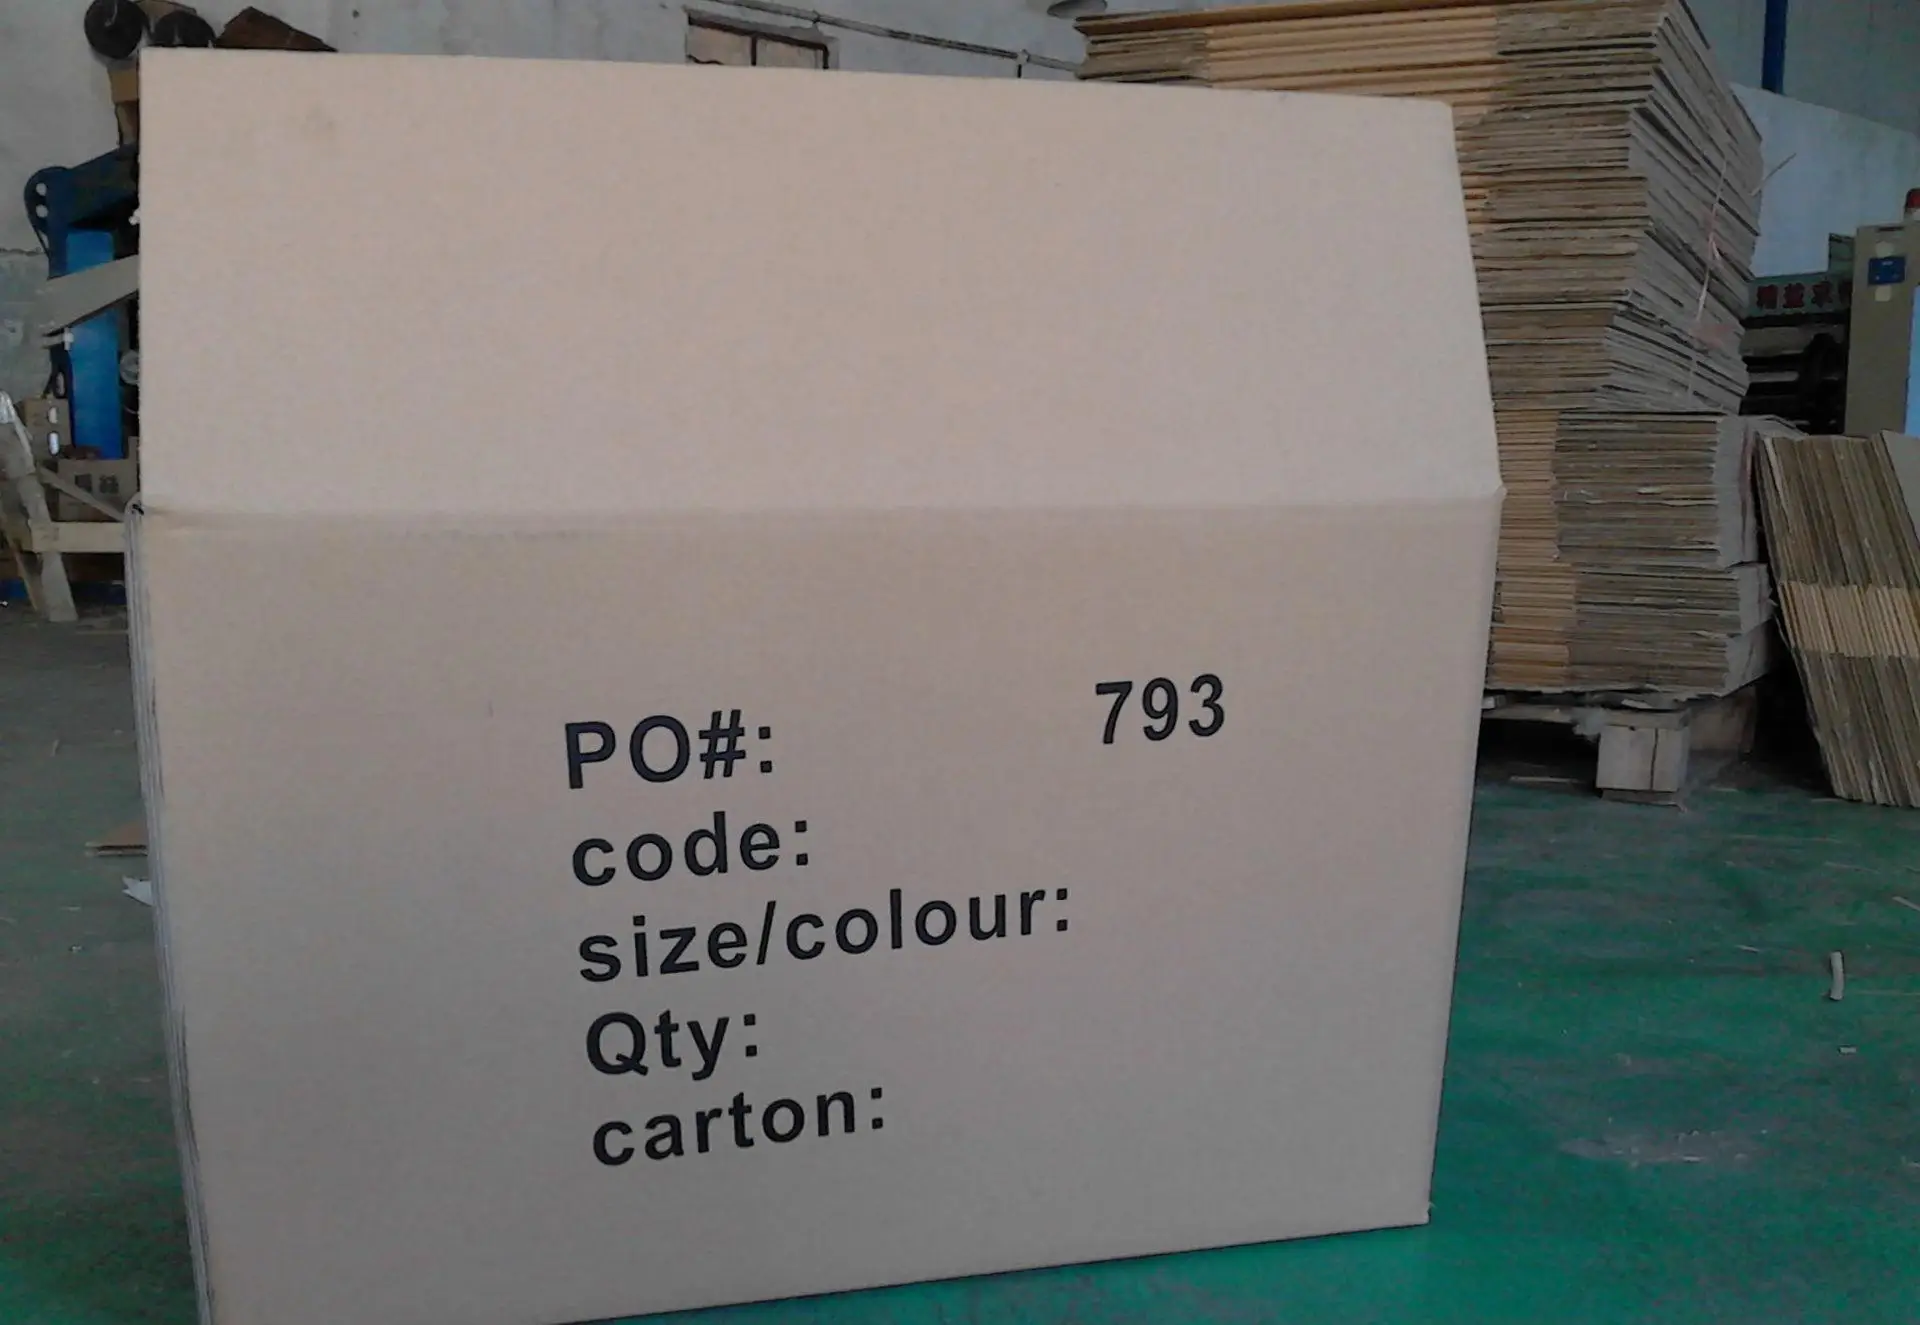 PO#: 793
code:
size/colour:
Qty:
carton: